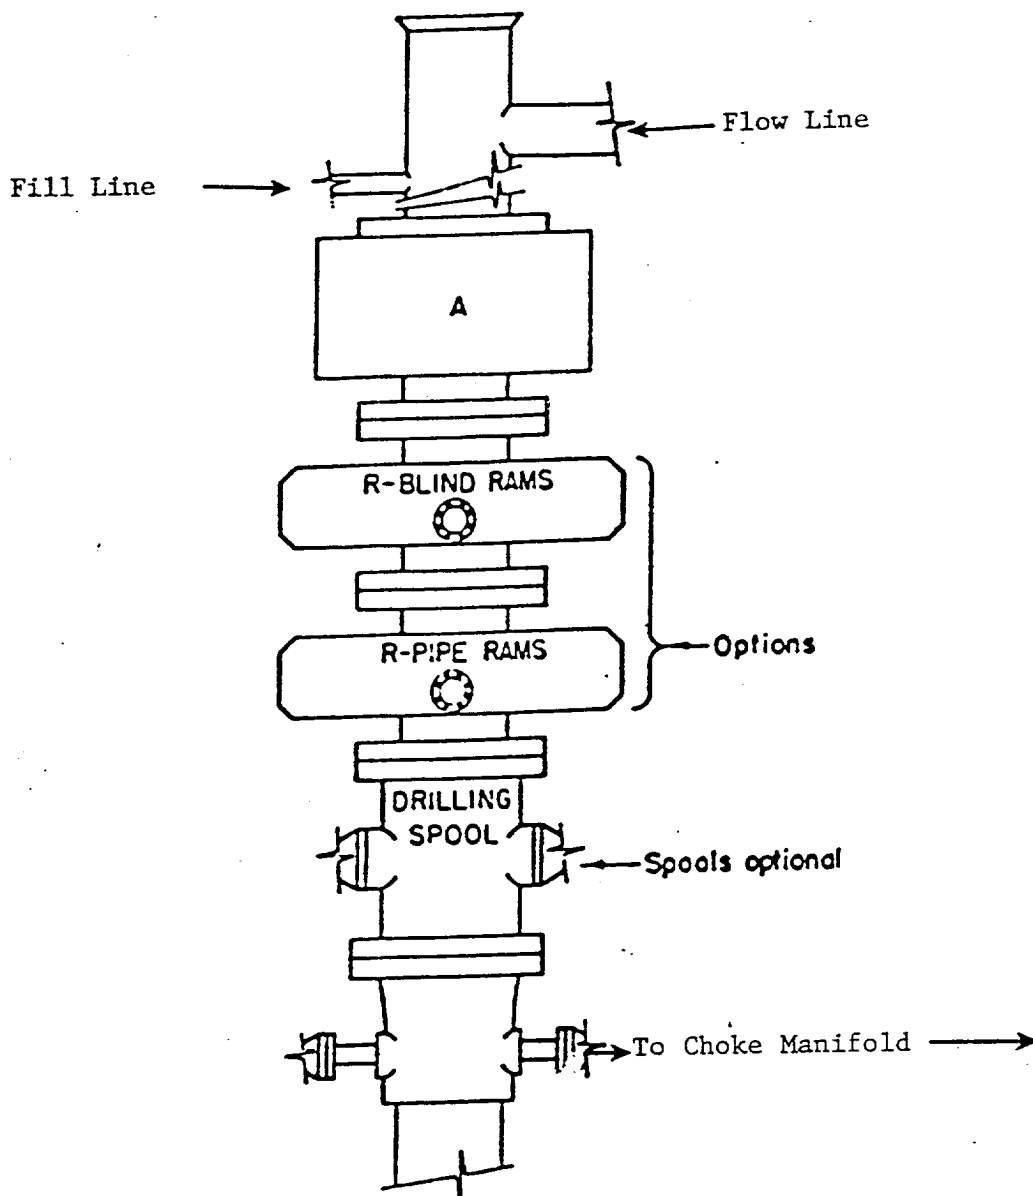 Flow Line
Fill Line
A
R-BLIND RAMS
R-PIPE RAMS
Options
DRILLING
SPOOL
Spools optional
To Choke Manifold